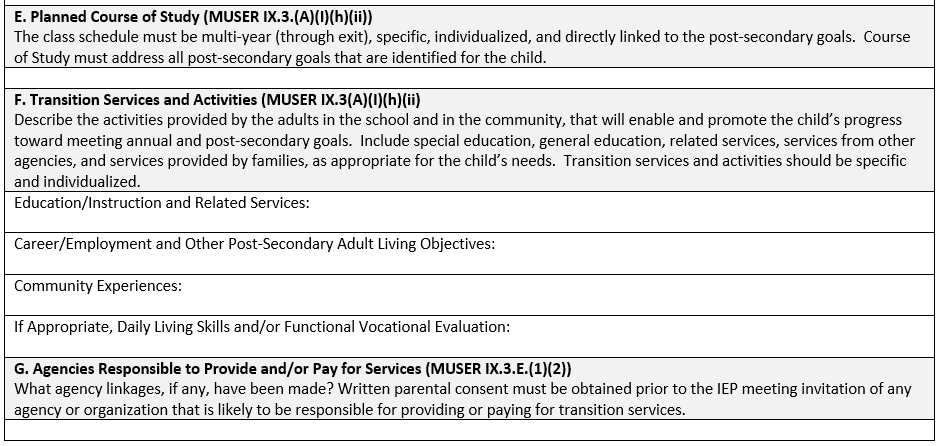 E. Planned Course of Study (MUSER IX.3.(A)(I)(h)(ii))
The class schedule must be multi-year (through exit), specific, individualized, and directly linked to the post-secondary goals.  Course
of Study must address all post-secondary goals that are identified for the child.
F. Transition Services and Activities (MUSER IX.3(A)(I)(h)(ii)
Describe the activities provided by the adults in the school and in the community, that will enable and promote the child's progress
toward meeting annual and post-secondary goals.  Include special education, general education, related services, services from other
agencies, and services provided by families, as appropriate for the child's needs.  Transition services and activities should be specific
and individualized.
Education/Instruction and Related Services:
Career/Employment and Other Post-Secondary Adult Living Objectives:
Community Experiences:
If Appropriate, Daily Living Skills and/or Functional Vocational Evaluation:
G. Agencies Responsible to Provide and/or Pay for Services (MUSER IX.3.E.(1)(2))
What agency linkages, if any, have been made? Written parental consent must be obtained prior to the IEP meeting invitation of any
agency or organization that is likely to be responsible for providing or paying for transition services.